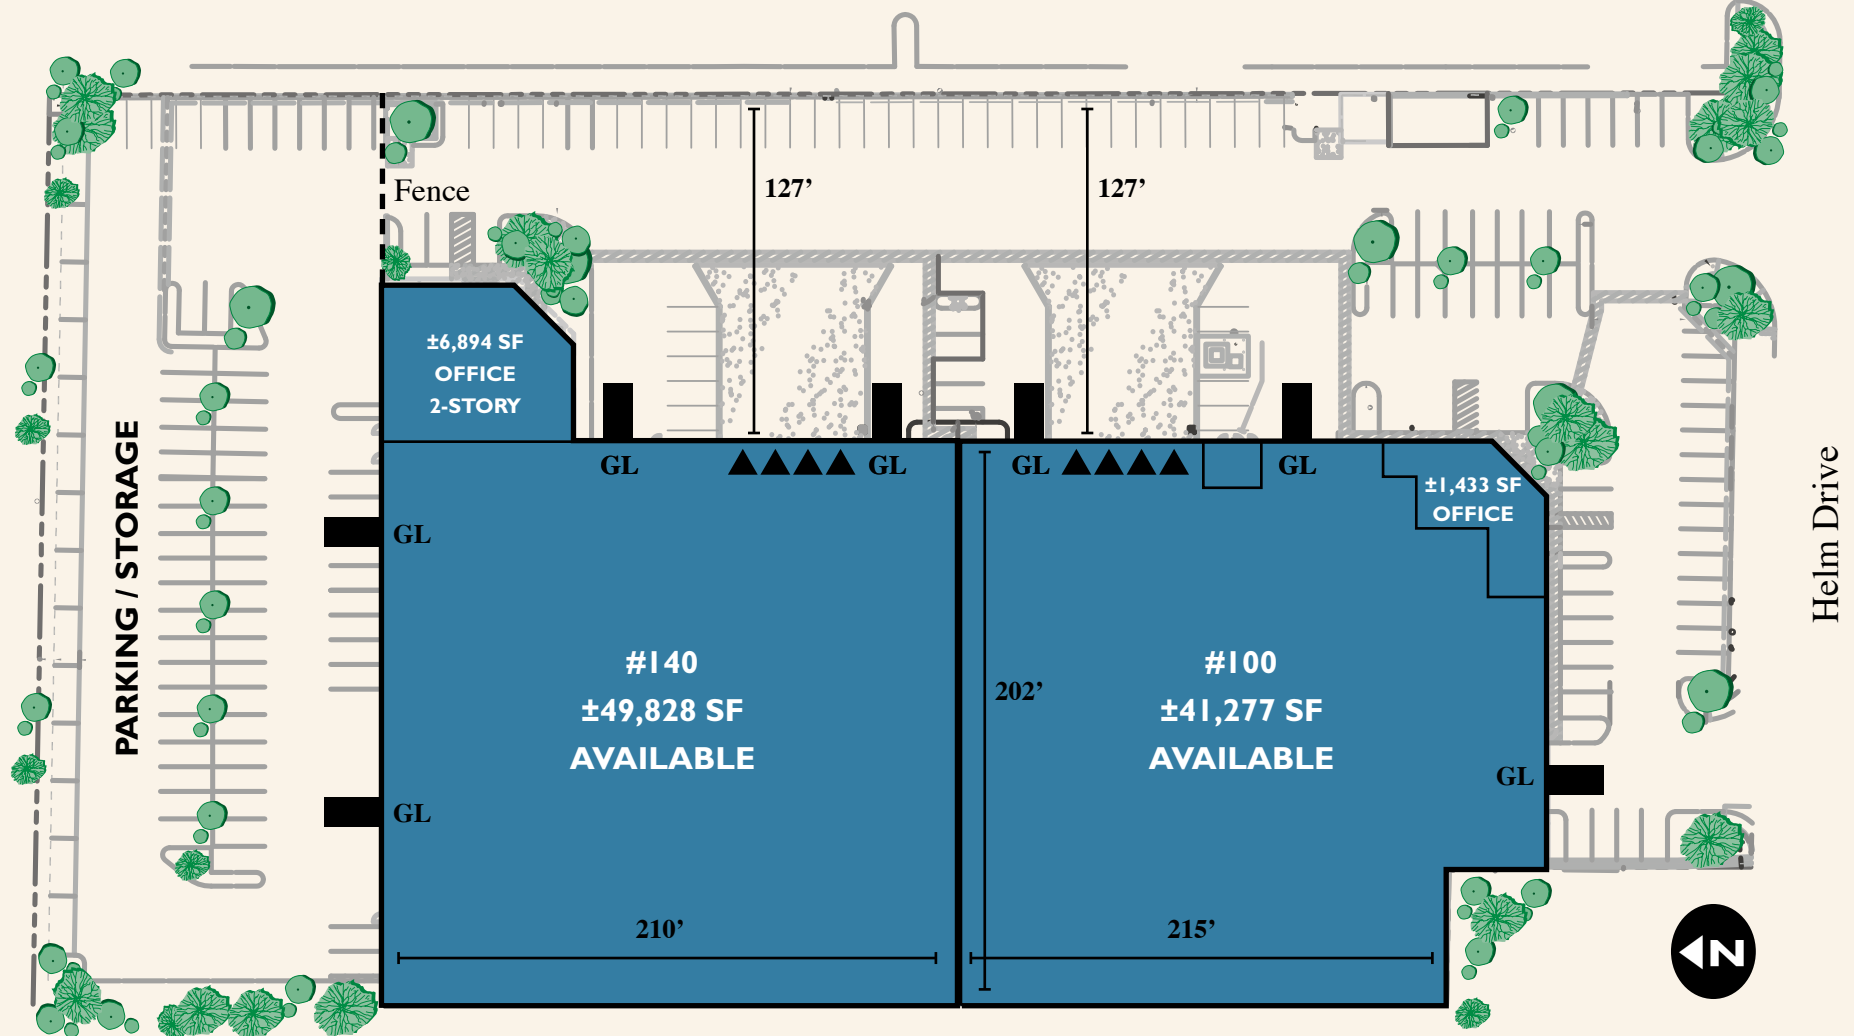 Fence
127’
127’
±6,894 SF
OFFICE
2-STORY
GL
GL
GL
GL
±1,433 SF
OFFICE
GL
GL
GL
PARKING / STORAGE
Helm Drive
#140
±49,828 SF
AVAILABLE
202’
#100
±41,277 SF
AVAILABLE
210’
215’
N